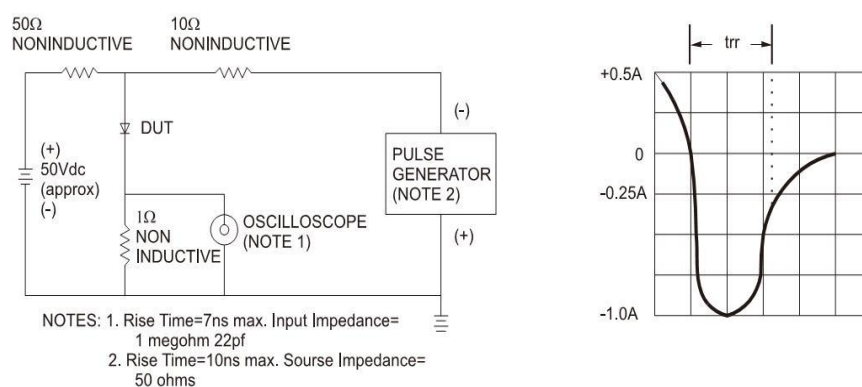 50Ω
NONINDUCTIVE
10Ω
NONINDUCTIVE
(+)
50Vdc
(approx)
(-)
DUT
1Ω
NON
INDUCTIVE
OSCILLOSCOPE
(NOTE 1)
(-)
PULSE
GENERATOR
(NOTE 2)
(+)
NOTES: 1. Rise Time=7ns max. Input Impedance=
1 megohm 22pf
2. Rise Time=10ns max. Sourse Impedance=
50 ohms
trr
+0.5A
0
-0.25A
-1.0A